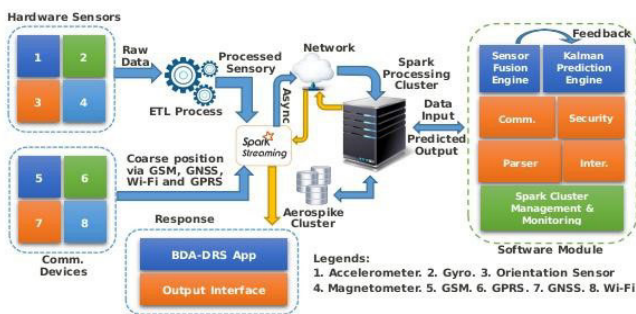 Hardware Sensors
1 2
3 4
Raw
Data
ETL Process
Processed
Sensory
Network
Async
Spark
Streaming
Spark
Processing
Cluster
Data
Input
Predicted
Output
Feedback
Sensor
Fusion
Engine
Kalman
Prediction
Engine
Comm.
Security
Parser
Inter.
Spark Cluster
Management &
Monitoring
Software Module
5 6
7 8
Comm.
Devices
Coarse position
via GSM, GNSS,
Wi-Fi and GPRS
Aerospike
Cluster
Response
BDA-DRS App
Output Interface
Legends:
1. Accelerometer. 2. Gyro. 3. Orientation Sensor
4. Magnetometer. 5. GSM. 6. GPRS. 7. GNSS. 8. Wi-Fi